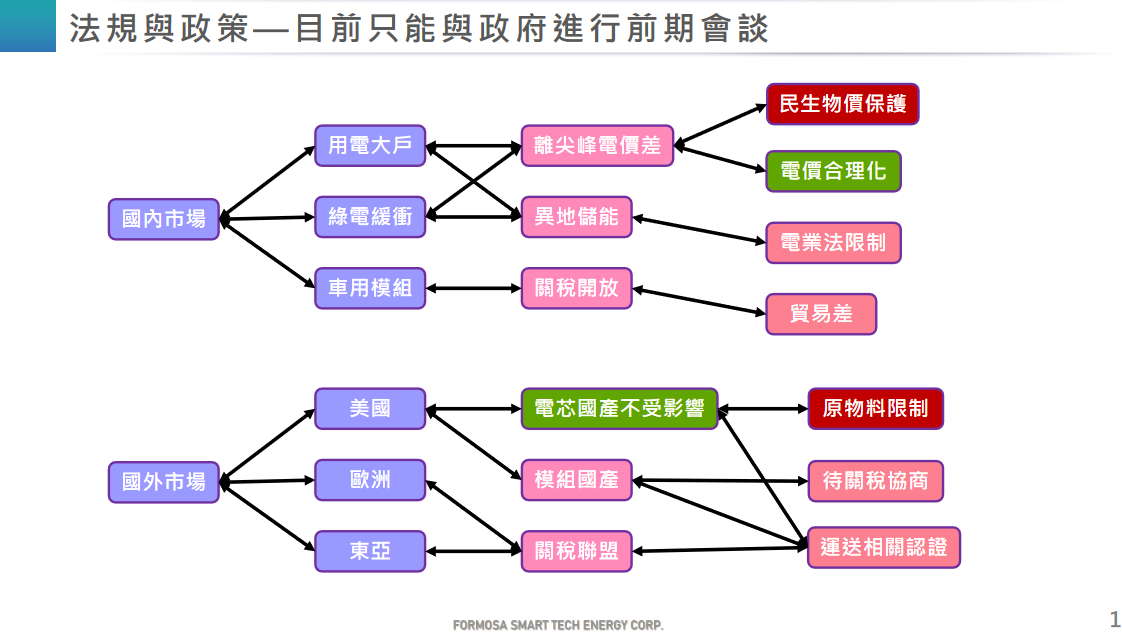 法規與政策—目前只能與政府進行前期會談
民生物價保護
用電大戶
離尖峰電價差
電價合理化
國內市場
綠電緩衝
異地儲能
電業法限制
車用模組
關稅開放
貿易差
美國
電芯國產不受影響
原物料限制
國外市場
歐洲
模組國產
待關稅協商
東亞
關稅聯盟
運送相關認證
FORMOSA SMART TECH ENERGY CORP.
1